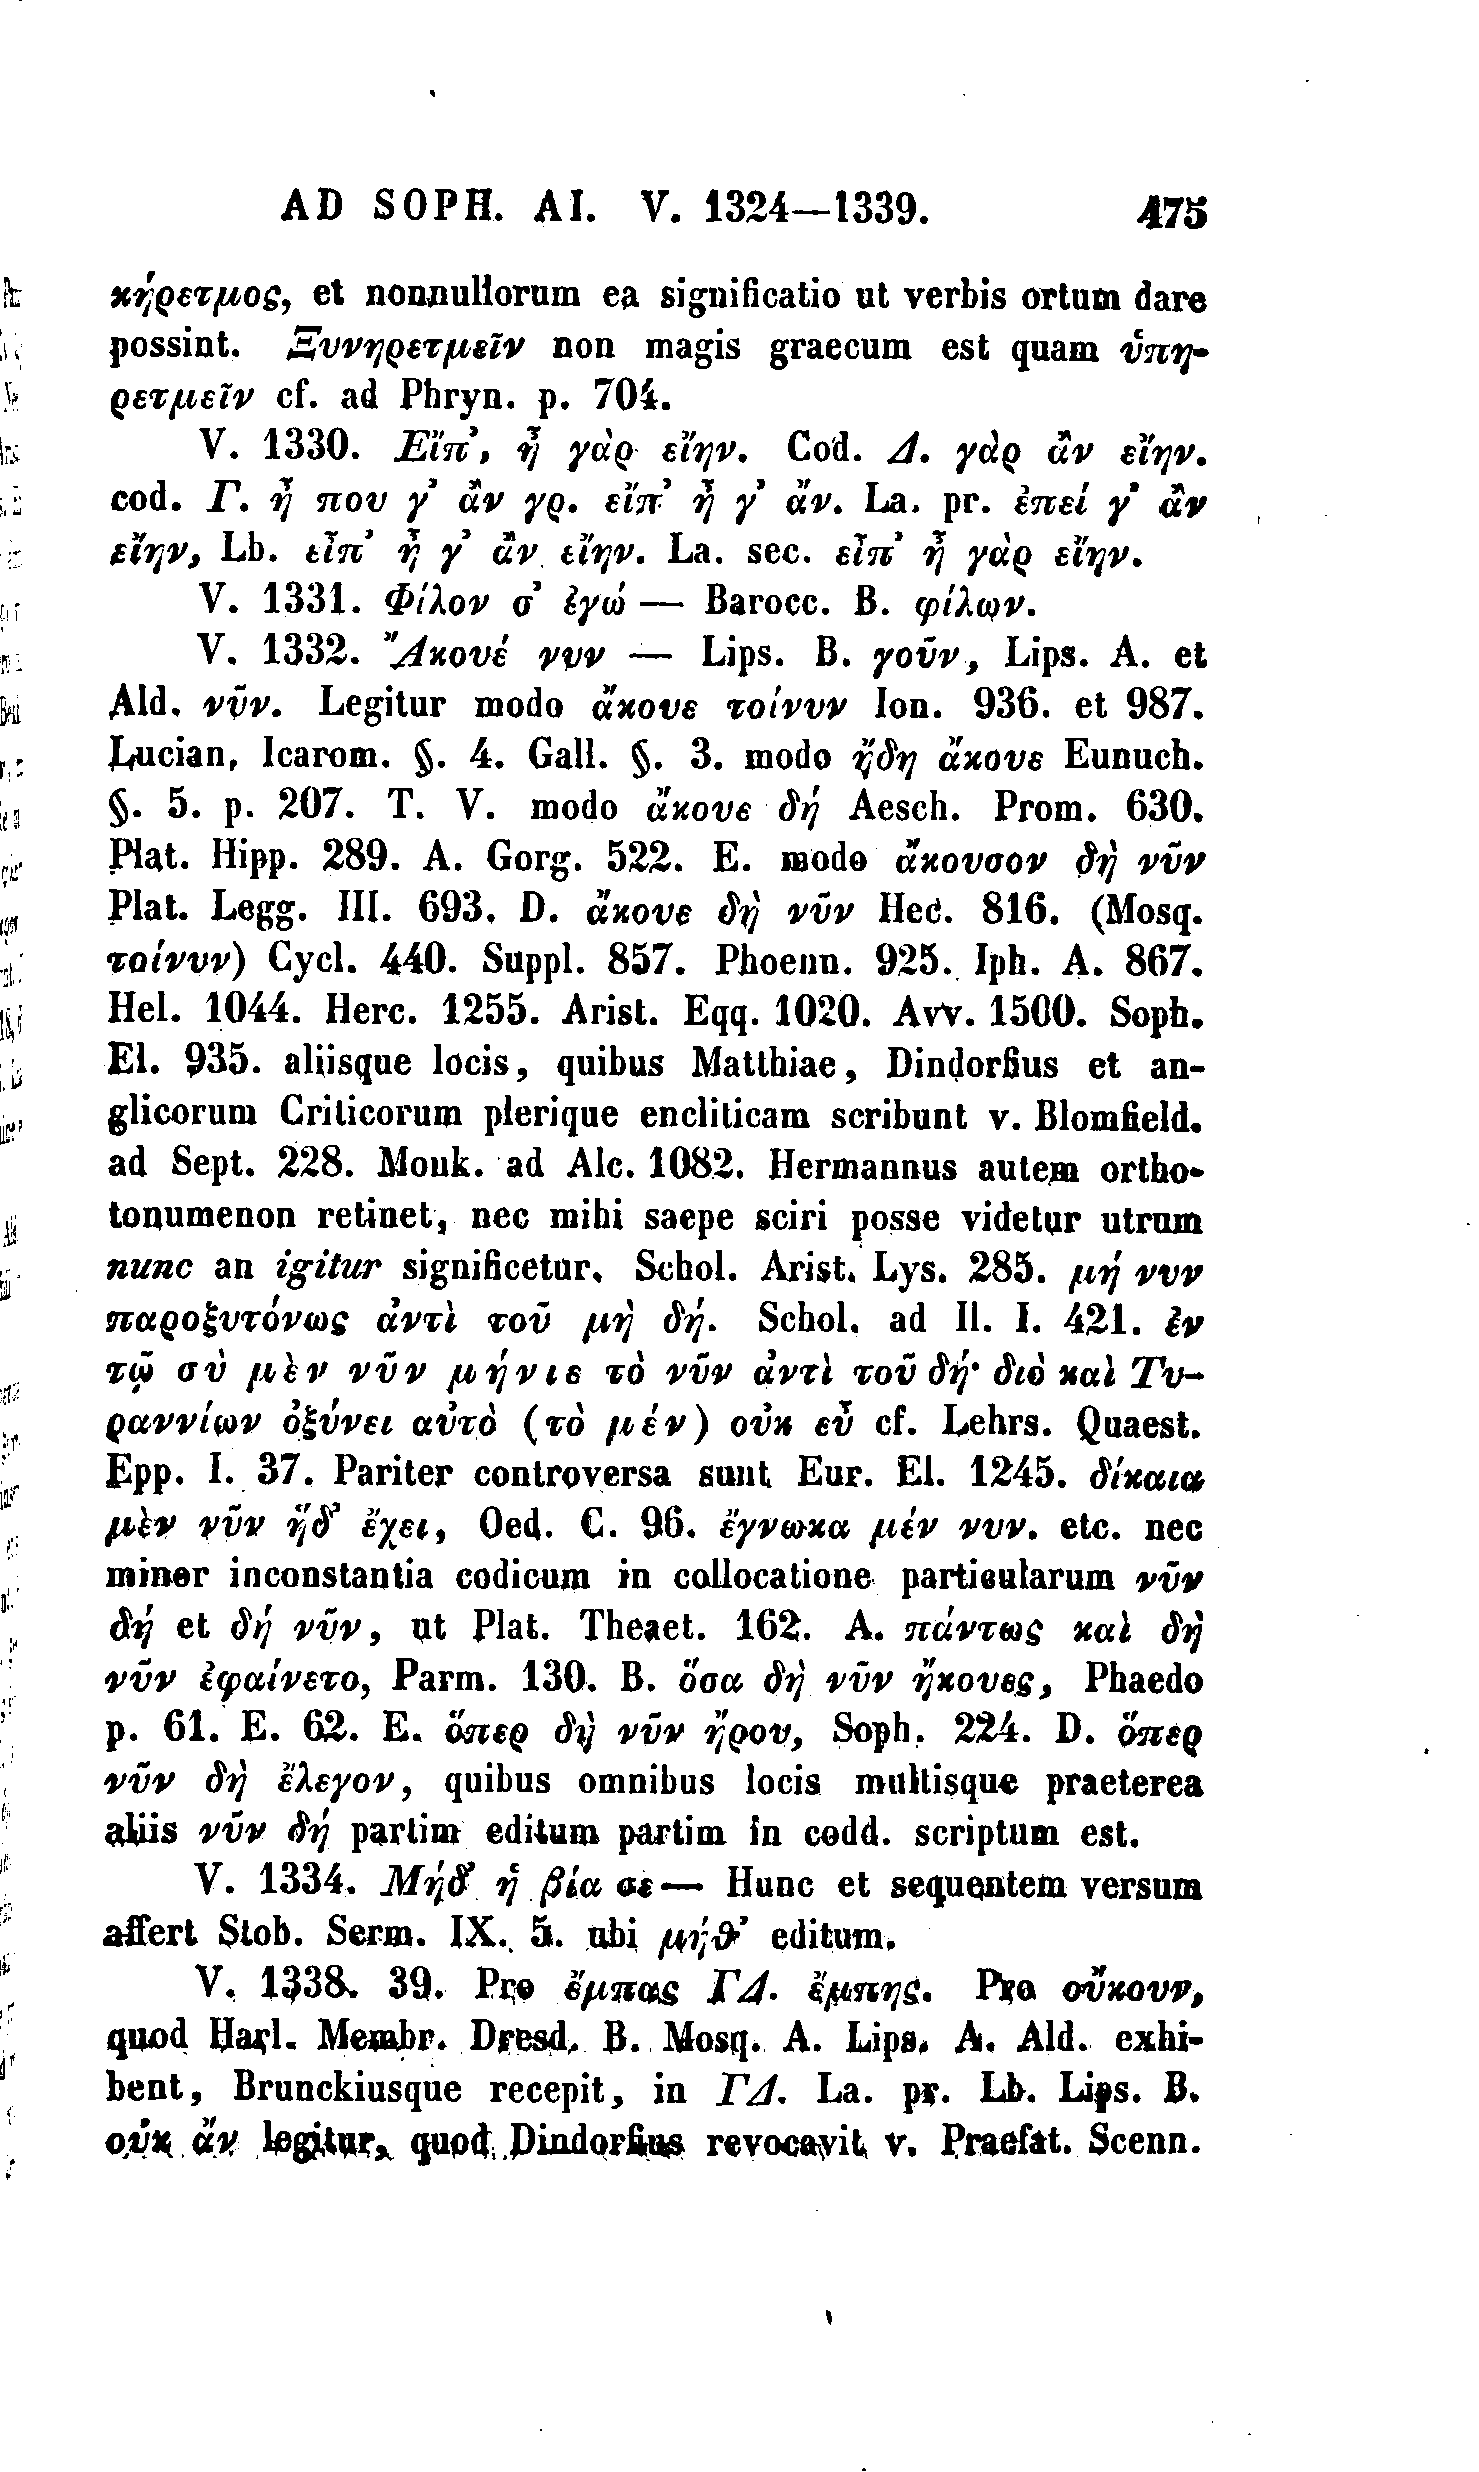 AD SOPH. AI. V. 1324—1339. 475
κήρετμος, et nonnullorum ea significatio ut verbis ortum dare
possint. Ξυνηρετμεῖν non magis graecum est quam ὑπη-
ρετμεῖν cf. ad Phryn. p. 704.
V. 1330. Εἴπ’, ἦ γὰρ εἴην. Cod. Δ. γὰρ ἂν εἴην.
cod. Γ. ἦ που γ’ ἂν γρ. εἴπ’ ἦ γ’ ἄν. La. pr. ἐπεί γ’ ἂν
εἴην, Lb. εἶπ’ ἦ γ’ ἂν εἴην. La. sec. εἶπ’ ἦ γὰρ εἴην.
V. 1331. Φίλον σ’ ἐγώ — Barocc. B. φίλων.
V. 1332. Ἄκουέ νυν — Lips. B. γοῦν, Lips. A. et
Ald. νῦν. Legitur modo ἄκουε τοίνυν Ion. 936. et 987.
Lucian. Icarom. §. 4. Gall. §. 3. modo ἤδη ἄκουε Eunuch.
§. 5. p. 207. T. V. modo ἄκουε δή Aesch. Prom. 630.
Plat. Hipp. 289. A. Gorg. 522. E. modo ἄκουσον δὴ νῦν
Plat. Legg. III. 693. D. ἄκουε δὴ νῦν Hec. 816. (Mosq.
τοίνυν) Cycl. 440. Suppl. 857. Phoenn. 925. Iph. A. 867.
Hel. 1044. Herc. 1255. Arist. Eqq. 1020. Avv. 1500. Soph.
El. 935. aliisque locis, quibus Matthiae, Dindorfius et an-
glicorum Criticorum plerique encliticam scribunt v. Blomfield.
ad Sept. 228. Monk. ad Alc. 1082. Hermannus autem ortho-
tonumenon retinet, nec mihi saepe sciri posse videtur utrum
nunc an igitur significetur. Schol. Arist. Lys. 285. μή νυν
παροξυτόνως ἀντὶ τοῦ μὴ δή. Schol. ad Il. I. 421. ἐν
τῷ σὺ μὲν νῦν μήνιε τὸ νῦν ἀντὶ τοῦ δή· διὸ καὶ Τυ-
ραννίων ὀξύνει αὐτὸ (τὸ μέν) οὐκ εὖ cf. Lehrs. Quaest.
Epp. I. 37. Pariter controversa sunt Eur. El. 1245. δίκαια
μὲν νῦν ἥδ’ ἔχει, Oed. C. 96. ἔγνωκα μέν νυν. etc. nec
minor inconstantia codicum in collocatione particularum νῦν
δή et δή νῦν, ut Plat. Theaet. 162. A. πάντως καὶ δὴ
νῦν ἐφαίνετο, Parm. 130. B. ὅσα δὴ νῦν ἤκουες, Phaedo
p. 61. E. 62. E. ὅπερ δὴ νῦν ἤρου, Soph. 224. D. ὅπερ
νῦν δὴ ἔλεγον, quibus omnibus locis multisque praeterea
aliis νῦν δή partim editum partim in codd. scriptum est.
V. 1334. Μήδ’ ἡ βία σε — Hunc et sequentem versum
affert Stob. Serm. IX. 5. ubi μήθ’ editum.
V. 1338. 39. Pro ἔμπας ΓΔ. ἔμπης. Pro οὔκουν,
quod Harl. Membr. Dresd. B. Mosq. A. Lips. A. Ald. exhi-
bent, Brunckiusque recepit, in ΓΔ. La. pr. Lb. Lips. B.
οὐκ ἄν legitur, quod Dindorfius revocavit v. Praefat. Scenn.